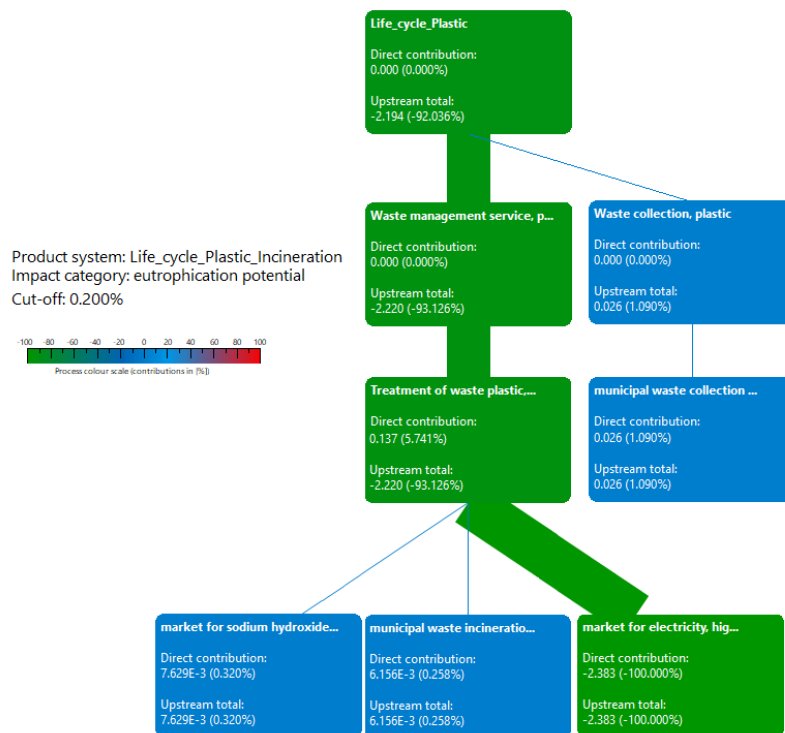 Life_cycle_Plastic
Direct contribution:
0.000 (0.000%)
Upstream total:
-2.194 (-92.036%)
Waste management service, p...
Direct contribution:
0.000 (0.000%)
Upstream total:
-2.220 (-93.126%)
Waste collection, plastic
Direct contribution:
0.000 (0.000%)
Upstream total:
0.026 (1.090%)
Product system: Life_cycle_Plastic_Incineration
Impact category: eutrophication potential
Cut-off: 0.200%
-100 -80 -60 -40 -20 0 20 40 60 80 100
Process colour scale (contributions in [%])
Treatment of waste plastic,...
Direct contribution:
0.137 (5.741%)
Upstream total:
-2.220 (-93.126%)
municipal waste collection ...
Direct contribution:
0.026 (1.090%)
Upstream total:
0.026 (1.090%)
market for sodium hydroxide...
Direct contribution:
7.629E-3 (0.320%)
Upstream total:
7.629E-3 (0.320%)
municipal waste incineratio...
Direct contribution:
6.156E-3 (0.258%)
Upstream total:
6.156E-3 (0.258%)
market for electricity, hig...
Direct contribution:
-2.383 (-100.000%)
Upstream total:
-2.383 (-100.000%)